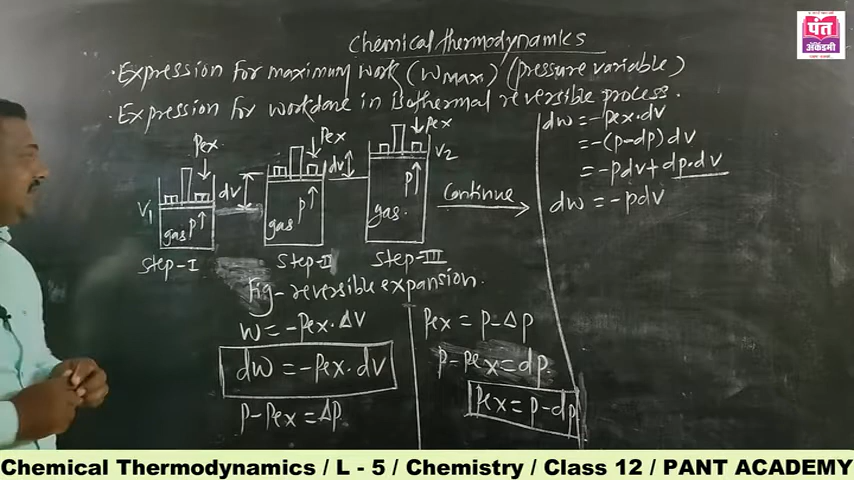 Chemical thermodynamics
· Expression for maximum work (Wmax.) (pressure variable)
· Expression for workdone in isothermal reversible process.
Pex
Pex
Pex
V1
P
gas
dv
P
gas
dv
P
gas.
V2
Continue
Step-I
Step-II
Step-III
Fig- reversible expansion.
W = -Pex·ΔV
dw = -Pex·dv
P-Pex = ΔP
Pex = P-ΔP
P-Pex = dp.
Pex = P-dp
dw = -Pex·dv
= -(P-dp)dv
= -Pdv + dp·dv
dw = -Pdv
पंत
अकॅडमी
Chemical Thermodynamics / L - 5 / Chemistry / Class 12 / PANT ACADEMY